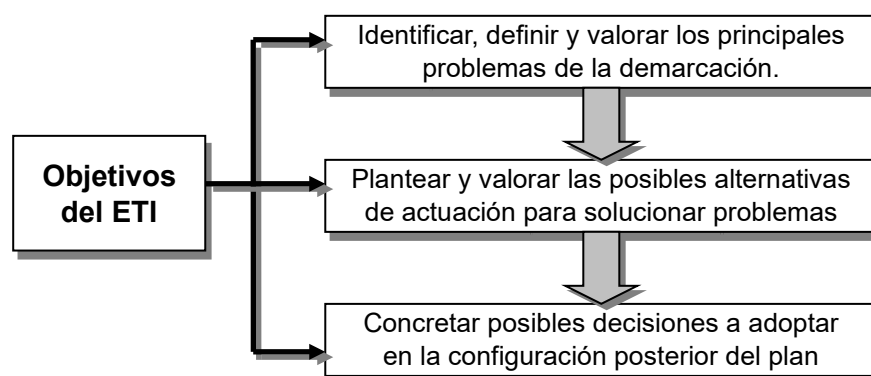 Identificar, definir y valorar los principales
problemas de la demarcación.
Objetivos
del ETI
Plantear y valorar las posibles alternativas
de actuación para solucionar problemas
Concretar posibles decisiones a adoptar
en la configuración posterior del plan